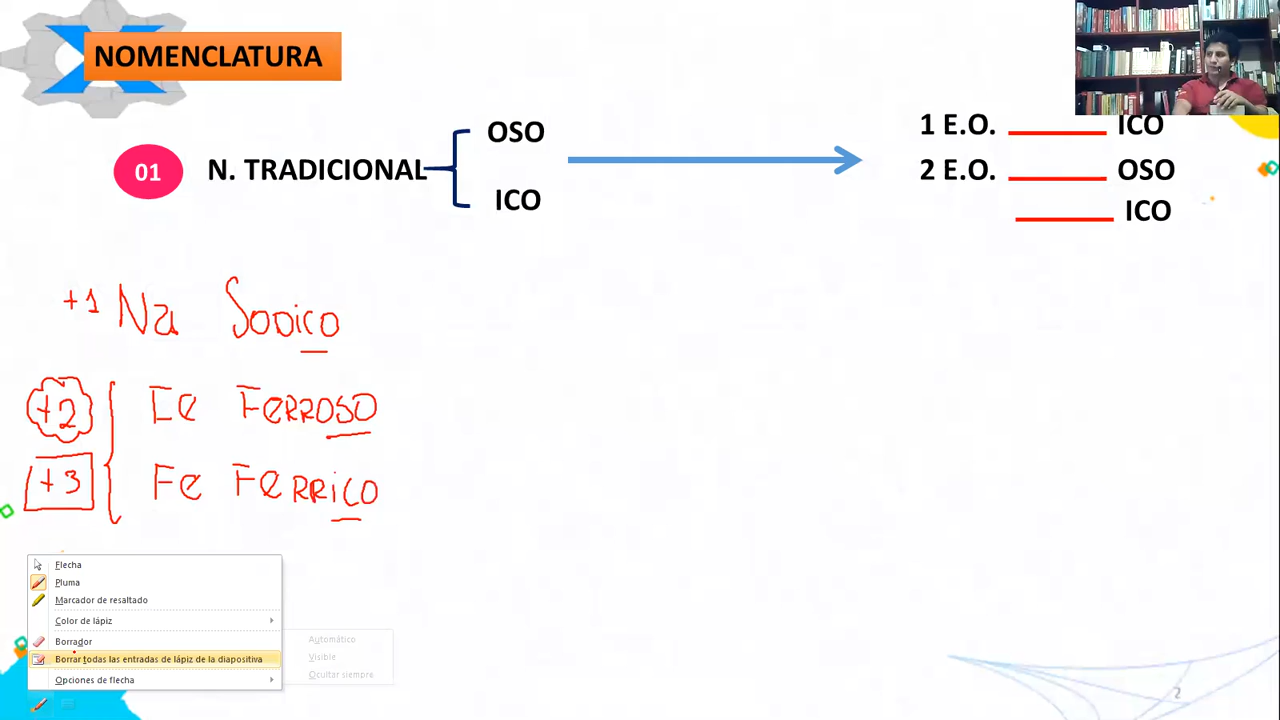 NOMENCLATURA
01 N. TRADICIONAL
OSO
ICO
1 E.O. ICO
2 E.O. OSO
ICO
+1 Na SODICO
+2 Fe FeRROSO
+3 Fe FeRRICO
Flecha
Pluma
Marcador de resaltado
Color de lápiz
Borrador
Borrar todas las entradas de lápiz de la diapositiva
Opciones de flecha
Automático
Visible
Ocultar siempre
2